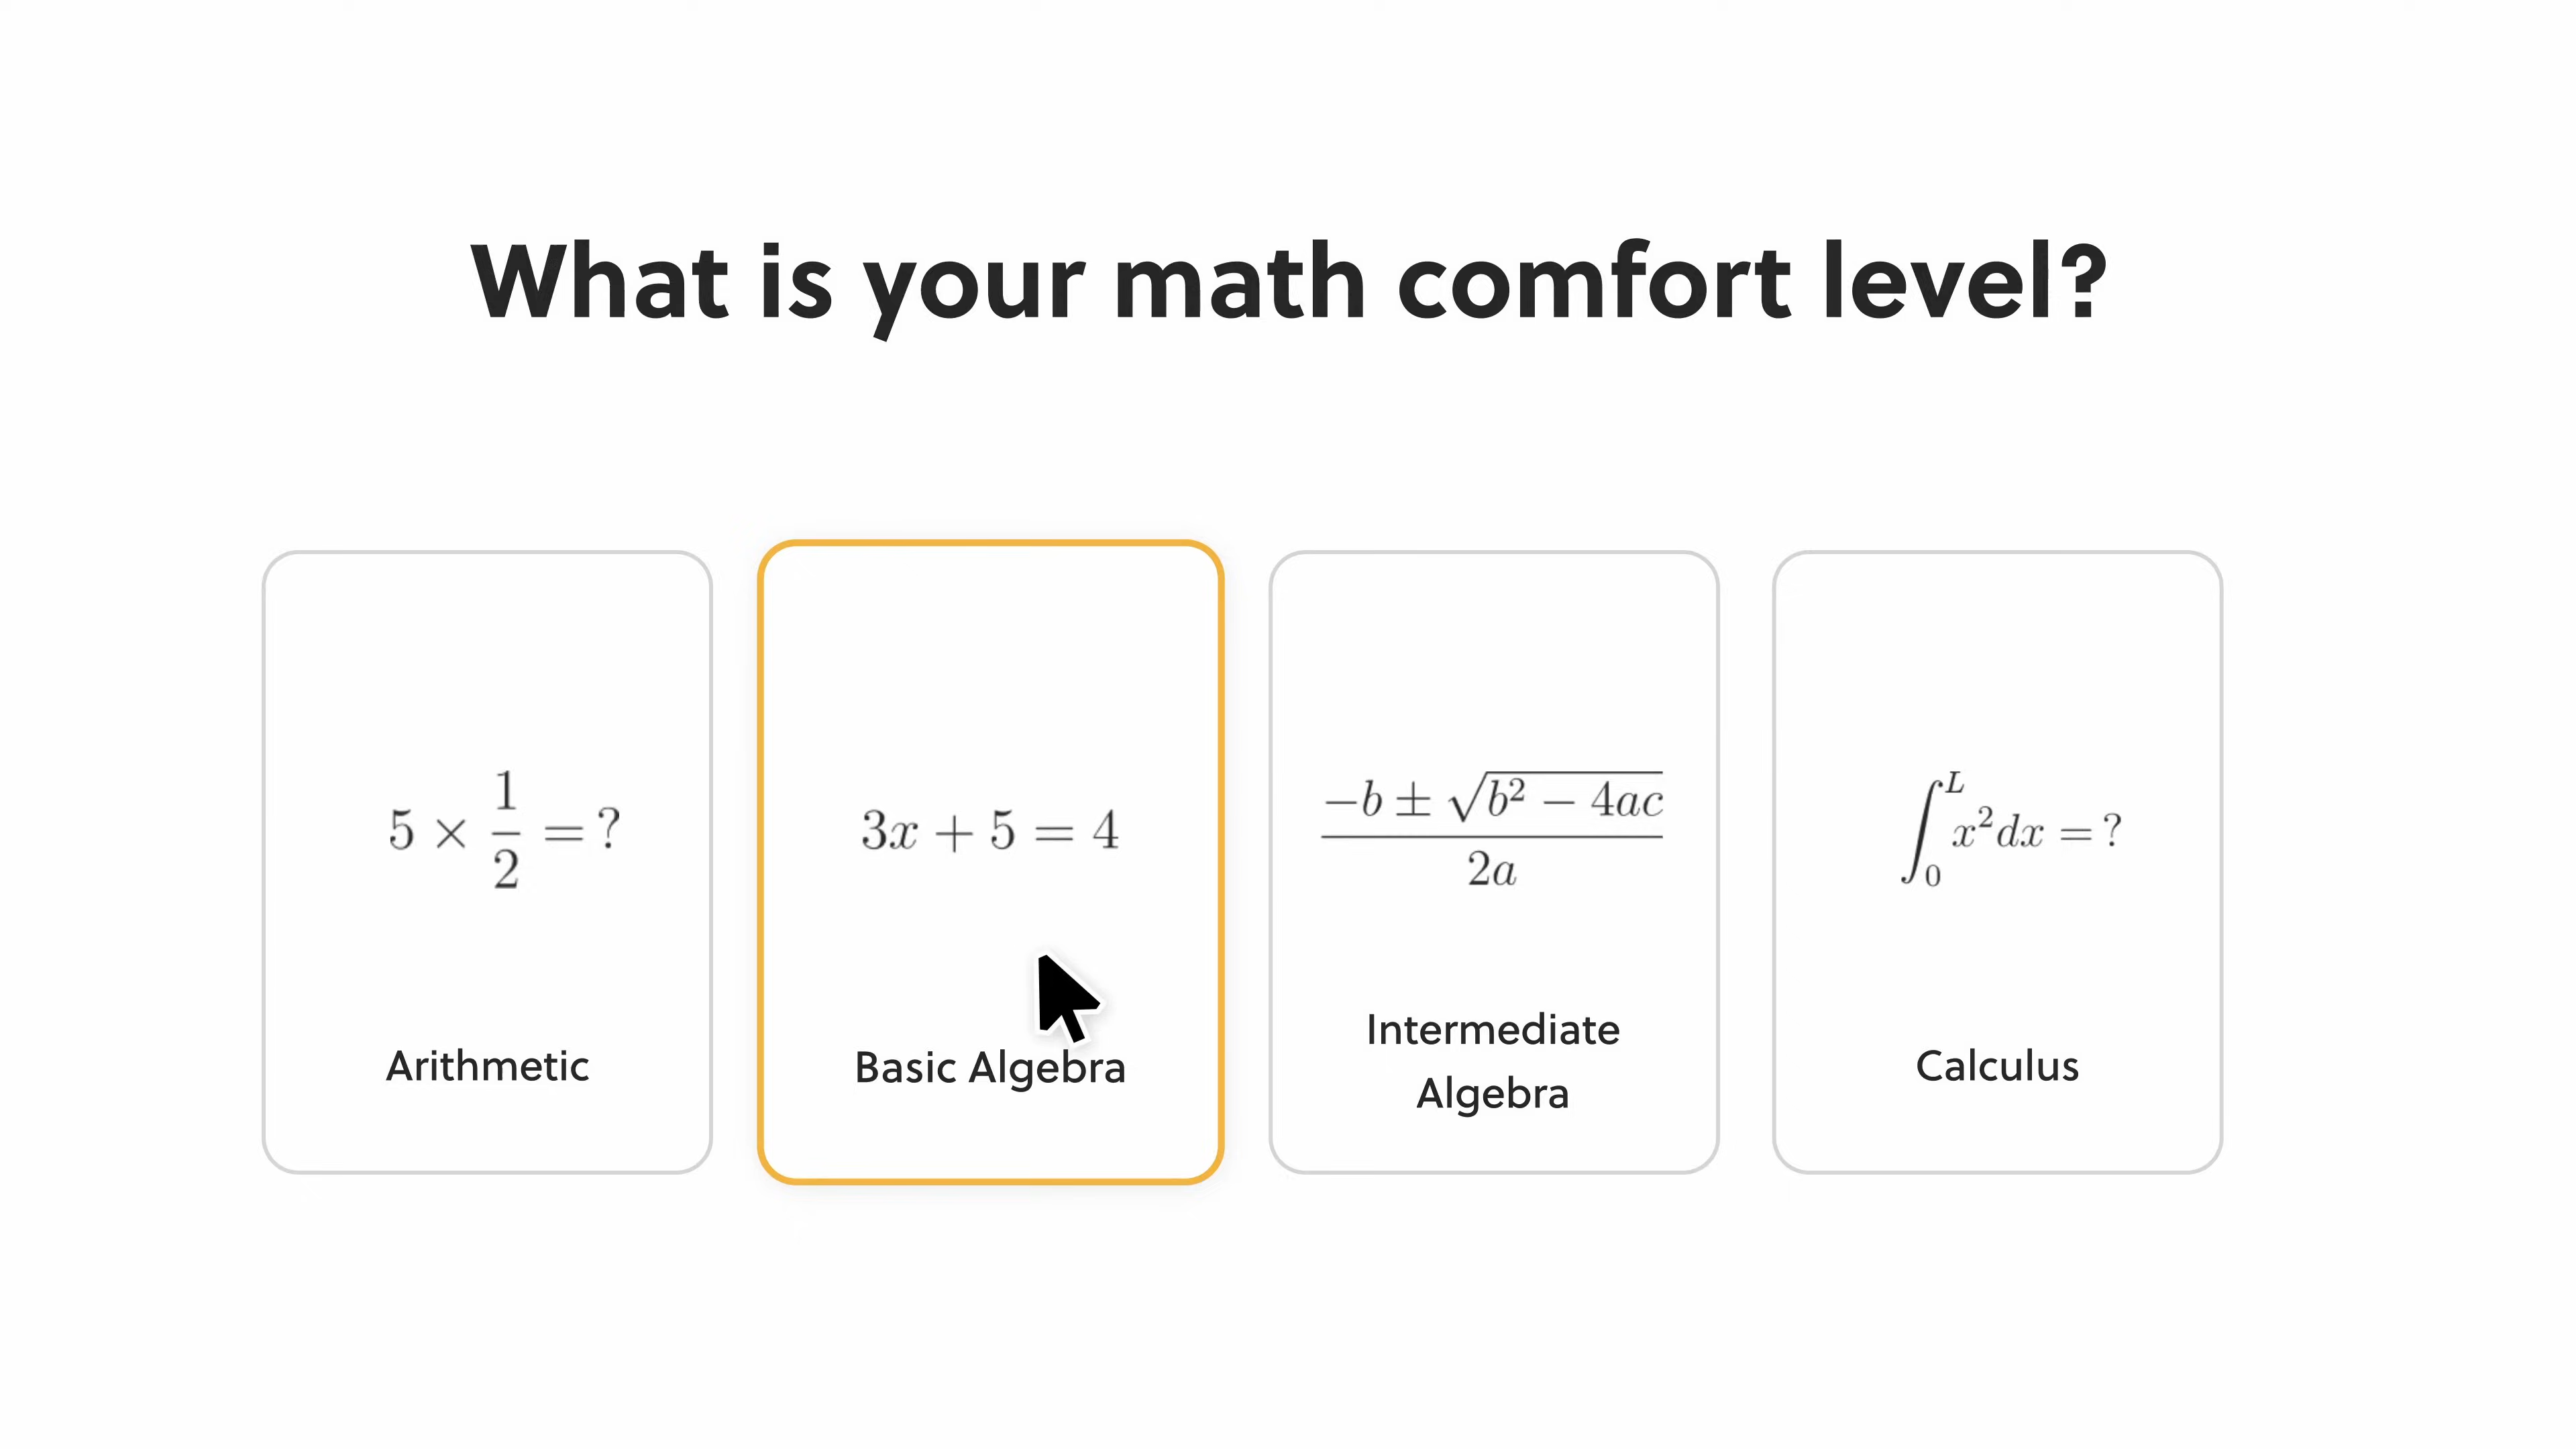 What is your math comfort level?
5 × 1/2 = ?
Arithmetic
3x + 5 = 4
Basic Algebra
−b ± √(b² − 4ac)
2a
Intermediate
Algebra
∫₀ᴸ x²dx = ?
Calculus